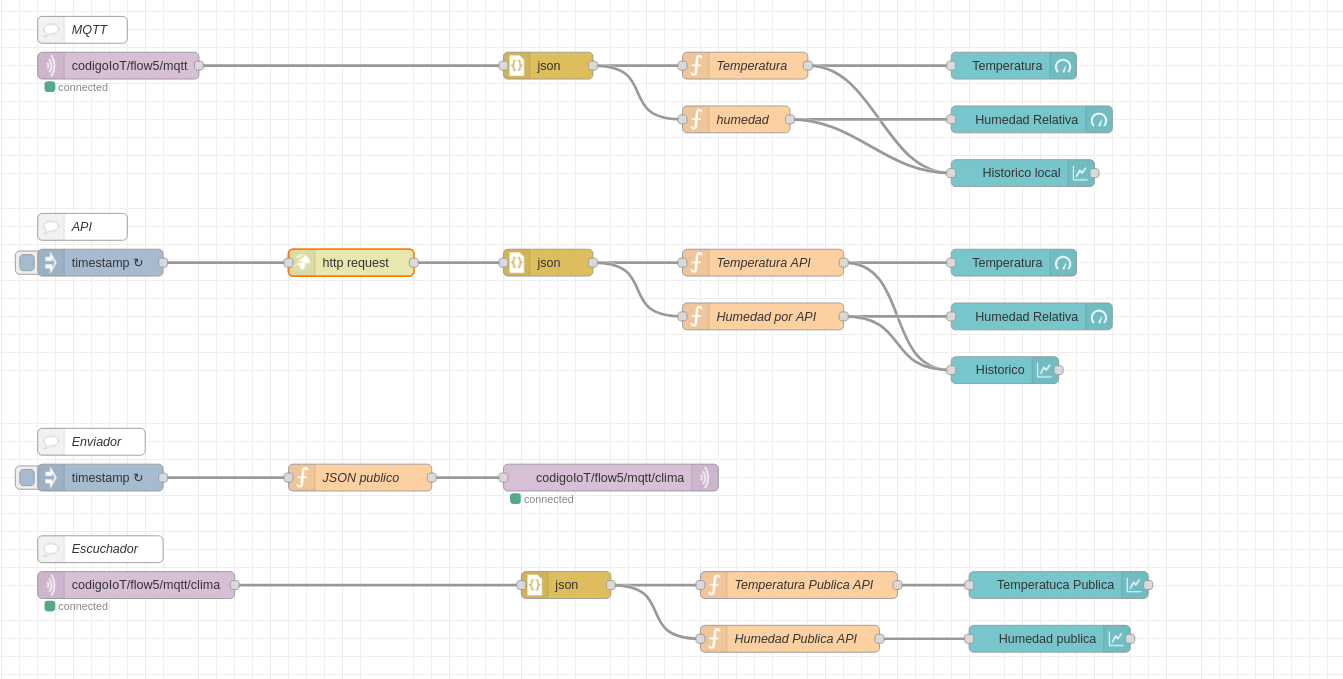 MQTT
codigoIoT/flow5/mqtt
connected
json
Temperatura
humedad
Temperatura
Humedad Relativa
Historico local
API
timestamp ↻
http request
json
Temperatura API
Humedad por API
Temperatura
Humedad Relativa
Historico
Enviador
timestamp ↻
JSON publico
codigoIoT/flow5/mqtt/clima
connected
Escuchador
codigoIoT/flow5/mqtt/clima
connected
json
Temperatura Publica API
Humedad Publica API
Temperatuca Publica
Humedad publica